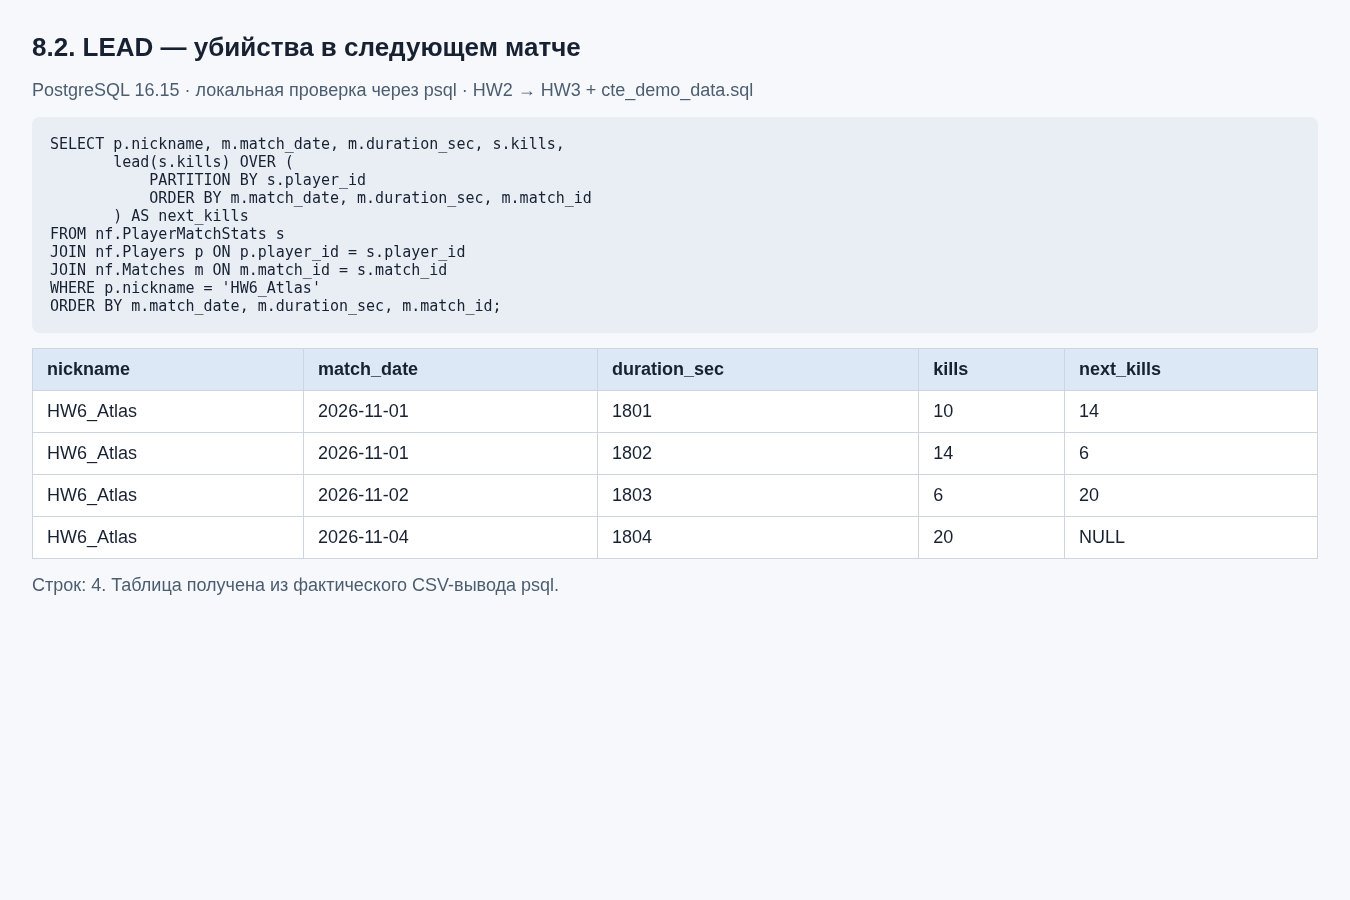 8.2. LEAD — убийства в следующем матче
PostgreSQL 16.15 · локальная проверка через psql · HW2 → HW3 + cte_demo_data.sql
SELECT p.nickname, m.match_date, m.duration_sec, s.kills,
       lead(s.kills) OVER (
           PARTITION BY s.player_id
           ORDER BY m.match_date, m.duration_sec, m.match_id
       ) AS next_kills
FROM nf.PlayerMatchStats s
JOIN nf.Players p ON p.player_id = s.player_id
JOIN nf.Matches m ON m.match_id = s.match_id
WHERE p.nickname = 'HW6_Atlas'
ORDER BY m.match_date, m.duration_sec, m.match_id;
nickname match_date duration_sec kills next_kills
HW6_Atlas 2026-11-01 1801 10 14
HW6_Atlas 2026-11-01 1802 14 6
HW6_Atlas 2026-11-02 1803 6 20
HW6_Atlas 2026-11-04 1804 20 NULL
Строк: 4. Таблица получена из фактического CSV-вывода psql.